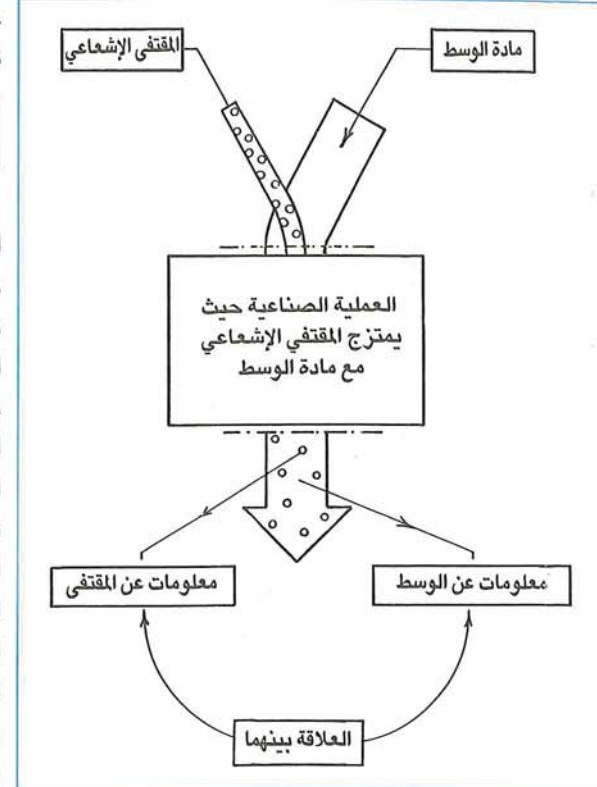 مادة الوسط
المقتفى الإشعاعي
العملية الصناعية حيث
يمتزج المقتفي الإشعاعي
مع مادة الوسط
معلومات عن الوسط
معلومات عن المقتفى
العلاقة بينهما